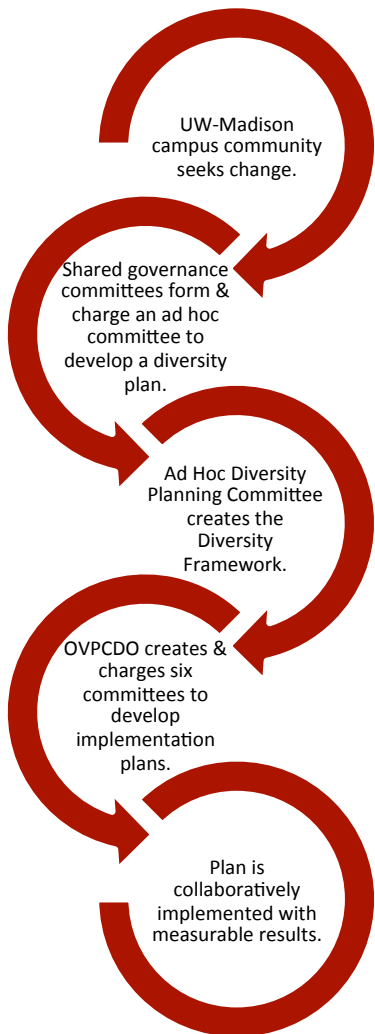 UW-Madison
campus community
seeks change.
Shared governance
committees form &
charge an ad hoc
committee to
develop a diversity
plan.
Ad Hoc Diversity
Planning Committee
creates the
Diversity
Framework.
OVPCDO creates &
charges six
committees to
develop
implementation
plans.
Plan is
collaboratively
implemented with
measurable results.